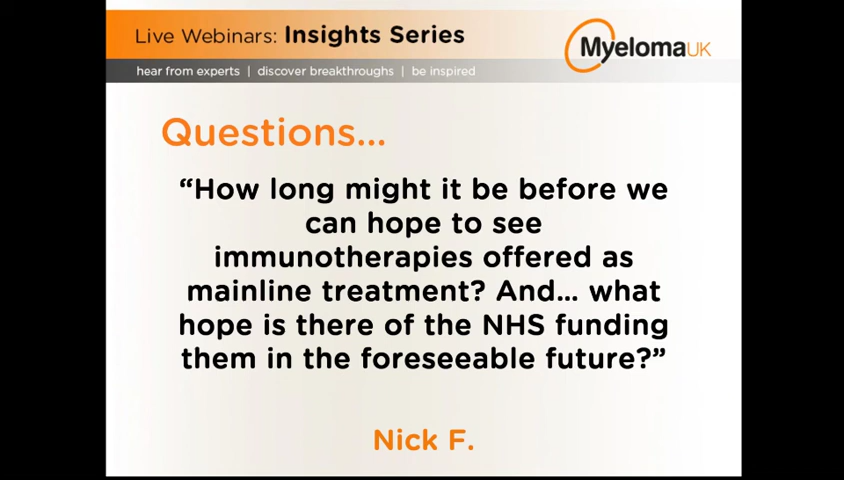 Live Webinars: Insights Series
MyelomaUK
hear from experts | discover breakthroughs | be inspired
Questions...
“How long might it be before we
can hope to see
immunotherapies offered as
mainline treatment? And... what
hope is there of the NHS funding
them in the foreseeable future?”
Nick F.